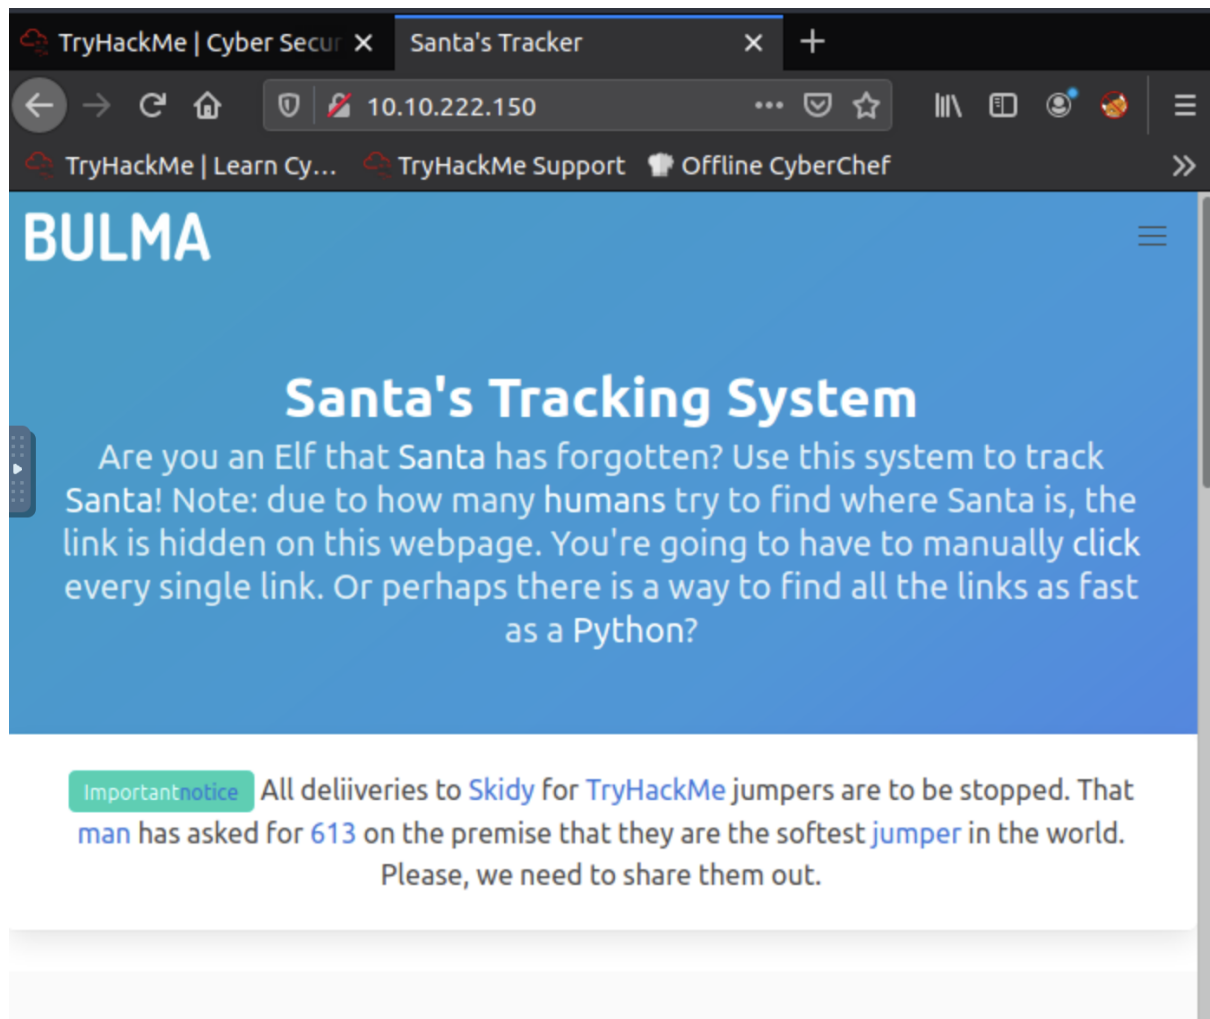 TryHackMe | Cyber Secur
Santa's Tracker
10.10.222.150
TryHackMe | Learn Cy...
TryHackMe Support
Offline CyberChef
BULMA
Santa's Tracking System
Are you an Elf that Santa has forgotten? Use this system to track
Santa! Note: due to how many humans try to find where Santa is, the
link is hidden on this webpage. You're going to have to manually click
every single link. Or perhaps there is a way to find all the links as fast
as a Python?
Importantnotice All deliiveries to Skidy for TryHackMe jumpers are to be stopped. That
man has asked for 613 on the premise that they are the softest jumper in the world.
Please, we need to share them out.